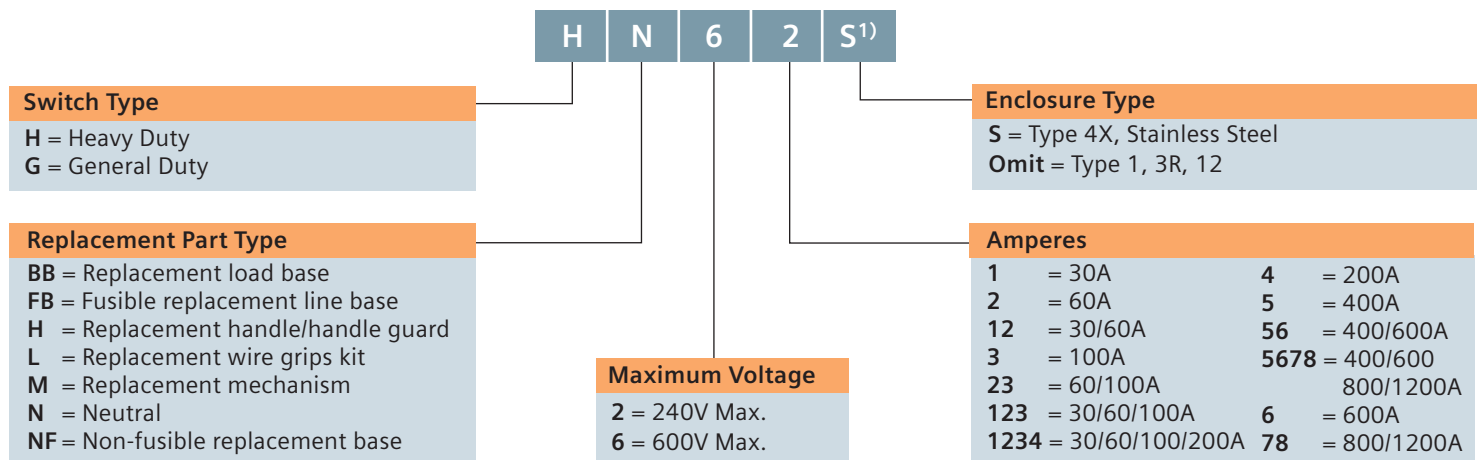 H N 6 2 S1)
Switch Type
H = Heavy Duty
G = General Duty
Enclosure Type
S = Type 4X, Stainless Steel
Omit = Type 1, 3R, 12
Replacement Part Type
BB = Replacement load base
FB = Fusible replacement line base
H = Replacement handle/handle guard
L = Replacement wire grips kit
M = Replacement mechanism
N = Neutral
NF = Non-fusible replacement base
Maximum Voltage
2 = 240V Max.
6 = 600V Max.
Amperes
1 = 30A
2 = 60A
12 = 30/60A
3 = 100A
23 = 60/100A
123 = 30/60/100A
1234 = 30/60/100/200A
4 = 200A
5 = 400A
56 = 400/600A
5678 = 400/600
800/1200A
6 = 600A
78 = 800/1200A